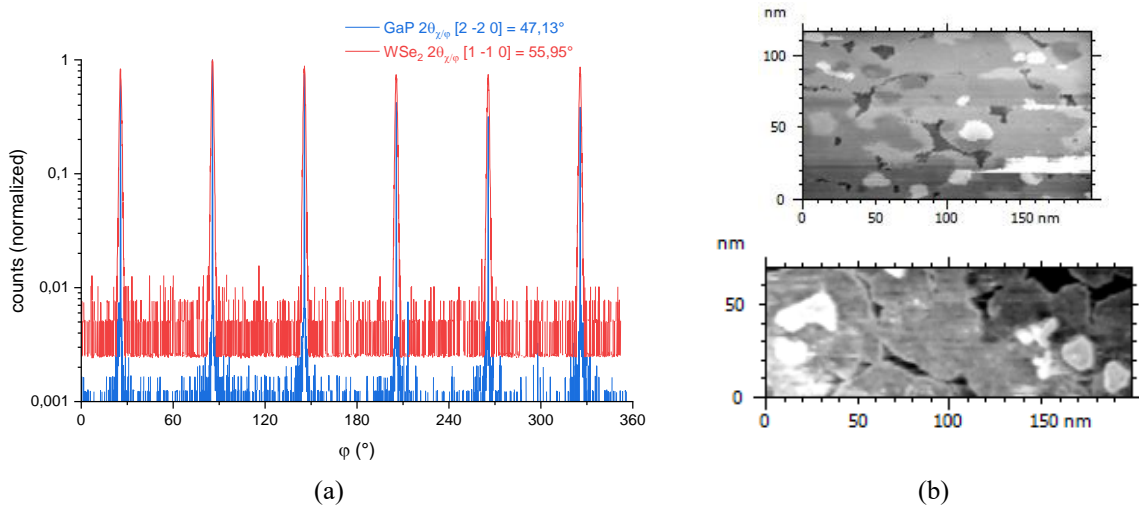 GaP 2θχ/φ [2 -2 0] = 47,13°
WSe₂ 2θχ/φ [1 -1 0] = 55,95°
counts (normalized)
1
0,1
0,01
0,001
0 60 120 180 240 300 360
φ (°)
(a)
nm
100
50
0
0 50 100 150 nm
nm
50
0
0 50 100 150 nm
(b)